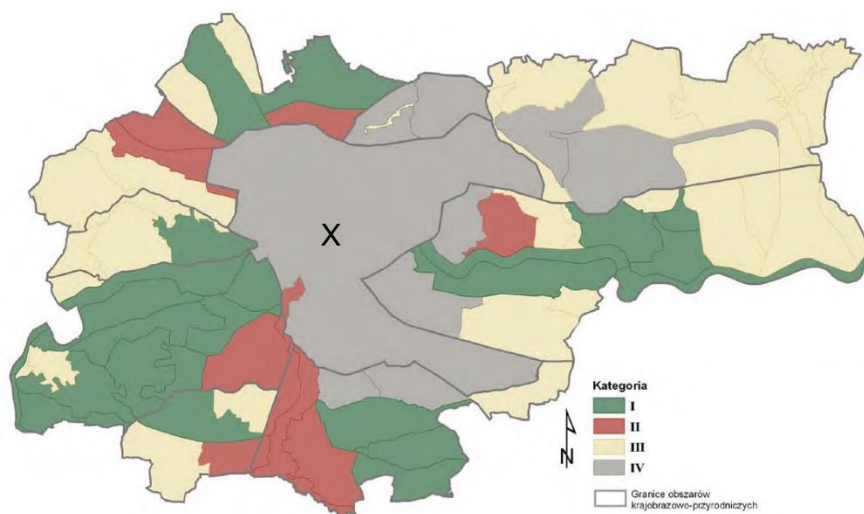 X
Kategoria
I
II
III
IV
N
Granice obszarów
krajobrazowo-przyrodniczych